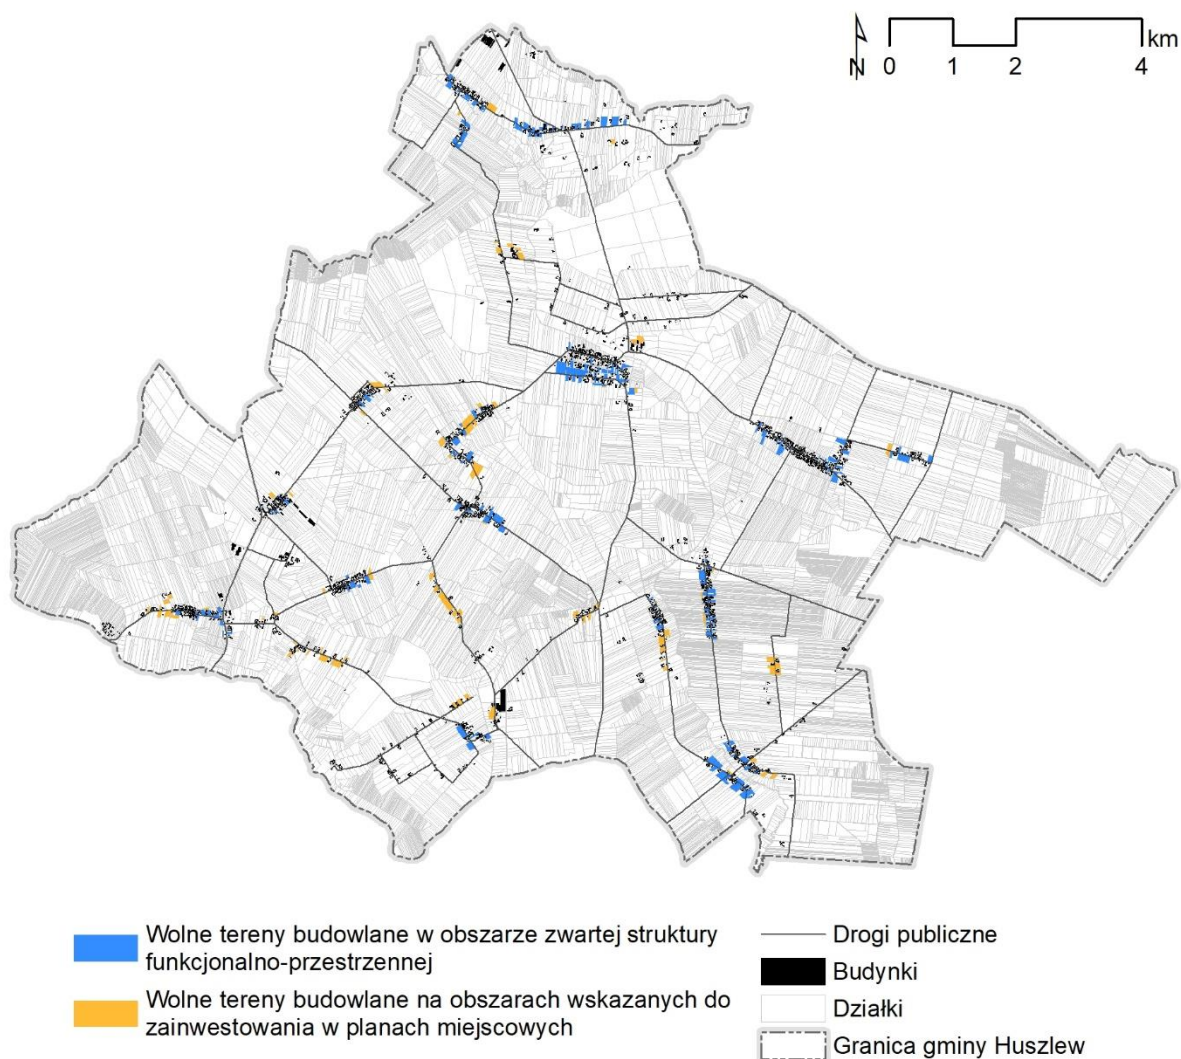 N
km
0 1 2 4
Wolne tereny budowlane w obszarze zwartej struktury
funkcjonalno-przestrzennej
Wolne tereny budowlane na obszarach wskazanych do
zainwestowania w planach miejscowych
Drogi publiczne
Budynki
Działki
Granica gminy Huszlew